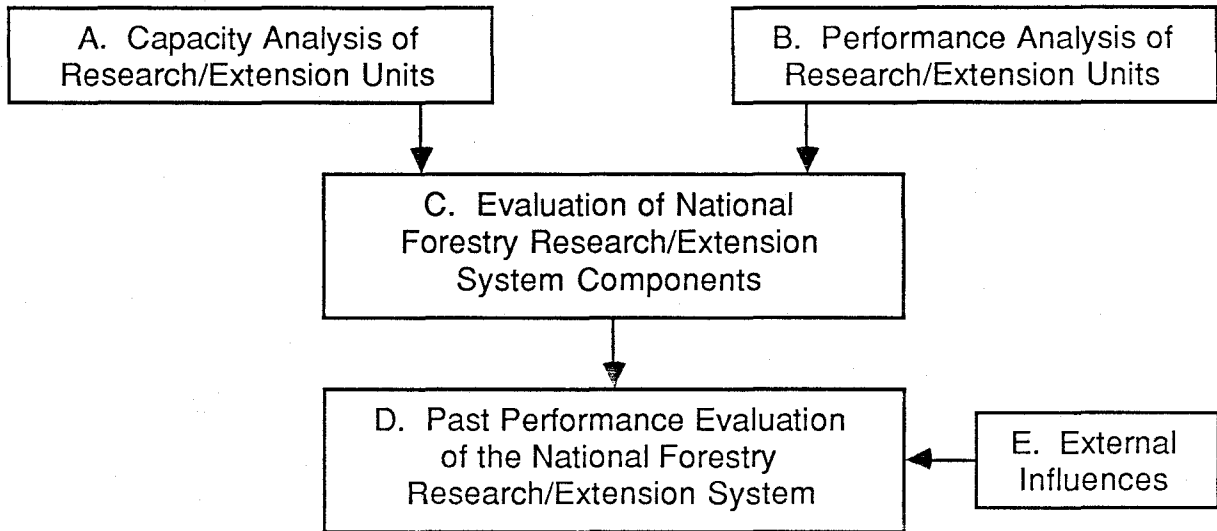 A. Capacity Analysis of
Research/Extension Units
B. Performance Analysis of
Research/Extension Units
C. Evaluation of National
Forestry Research/Extension
System Components
D. Past Performance Evaluation
of the National Forestry
Research/Extension System
E. External
Influences